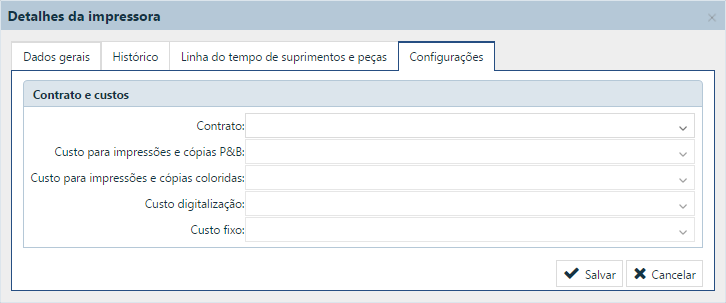 Detalhes da impressora
Dados gerais Histórico Linha do tempo de suprimentos e peças Configurações
Contrato e custos
Contrato:
Custo para impressões e cópias P&B:
Custo para impressões e cópias coloridas:
Custo digitalização:
Custo fixo:
Salvar Cancelar